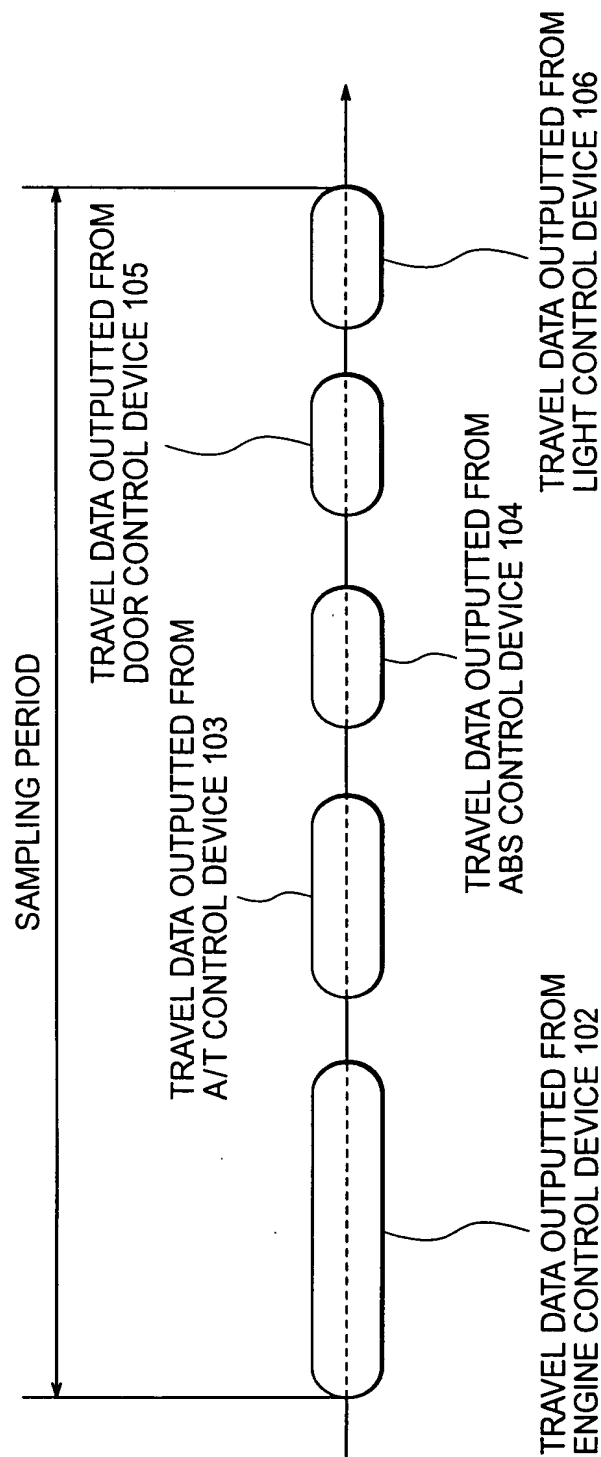 SAMPLING PERIOD
TRAVEL DATA OUTPUTTED FROM
ENGINE CONTROL DEVICE 102
TRAVEL DATA OUTPUTTED FROM
A/T CONTROL DEVICE 103
TRAVEL DATA OUTPUTTED FROM
ABS CONTROL DEVICE 104
TRAVEL DATA OUTPUTTED FROM
DOOR CONTROL DEVICE 105
TRAVEL DATA OUTPUTTED FROM
LIGHT CONTROL DEVICE 106